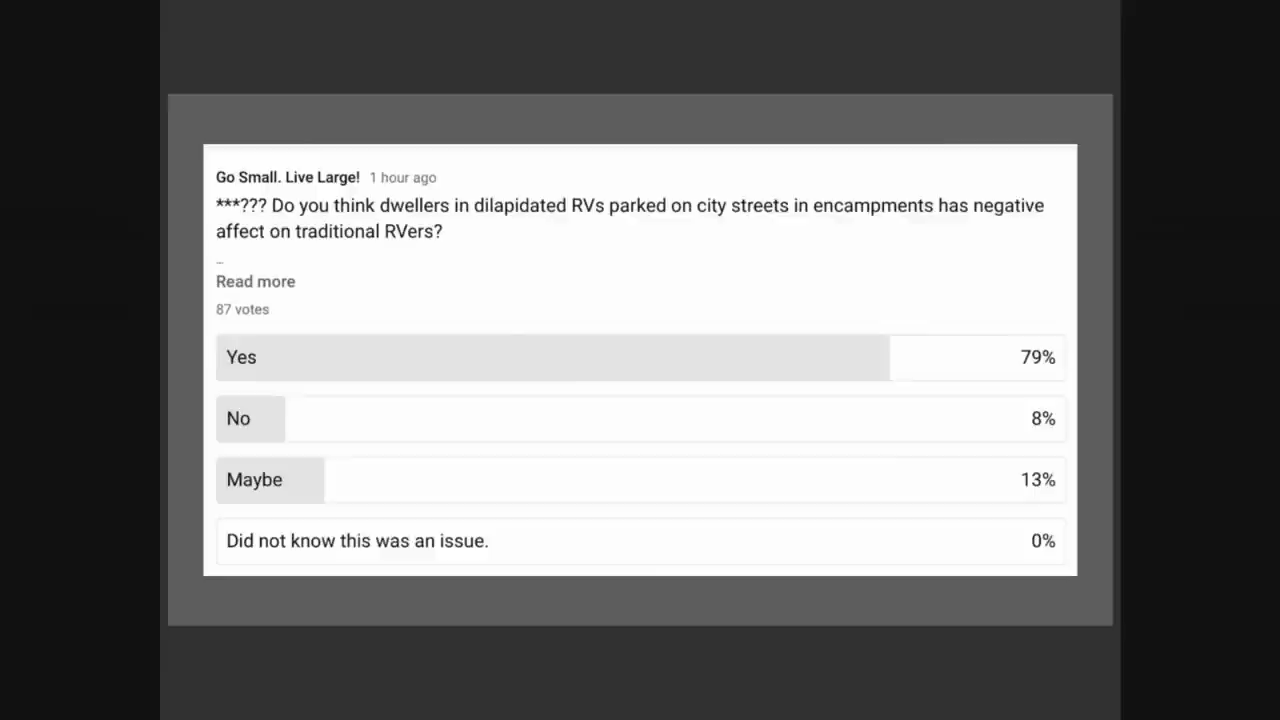 Go Small. Live Large! 1 hour ago
***??? Do you think dwellers in dilapidated RVs parked on city streets in encampments has negative
affect on traditional RVers?
...
Read more
87 votes
Yes 79%
No 8%
Maybe 13%
Did not know this was an issue. 0%